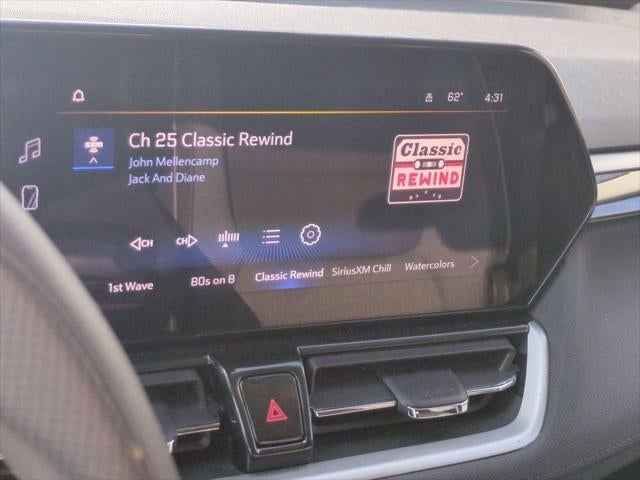 62° 4:31
sxm
Ch 25 Classic Rewind
John Mellencamp
Jack And Diane
Classic
REWIND
CH CH
1st Wave 80s on 8 Classic Rewind SiriusXM Chill Watercolors